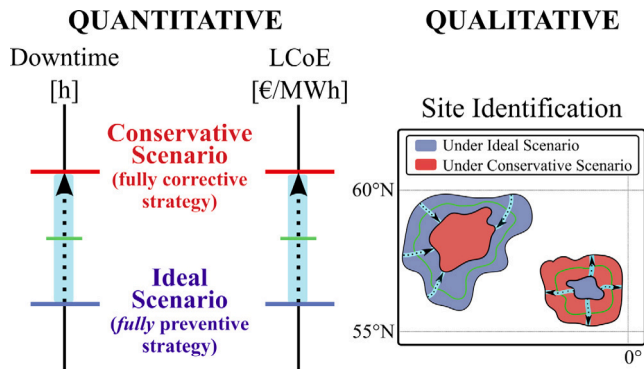 QUANTITATIVE
Downtime
[h]
LCoE
[€/MWh]
Conservative
Scenario
(fully corrective
strategy)
Ideal
Scenario
(fully preventive
strategy)
QUALITATIVE
Site Identification
Under Ideal Scenario
Under Conservative Scenario
60°N
55°N
0°